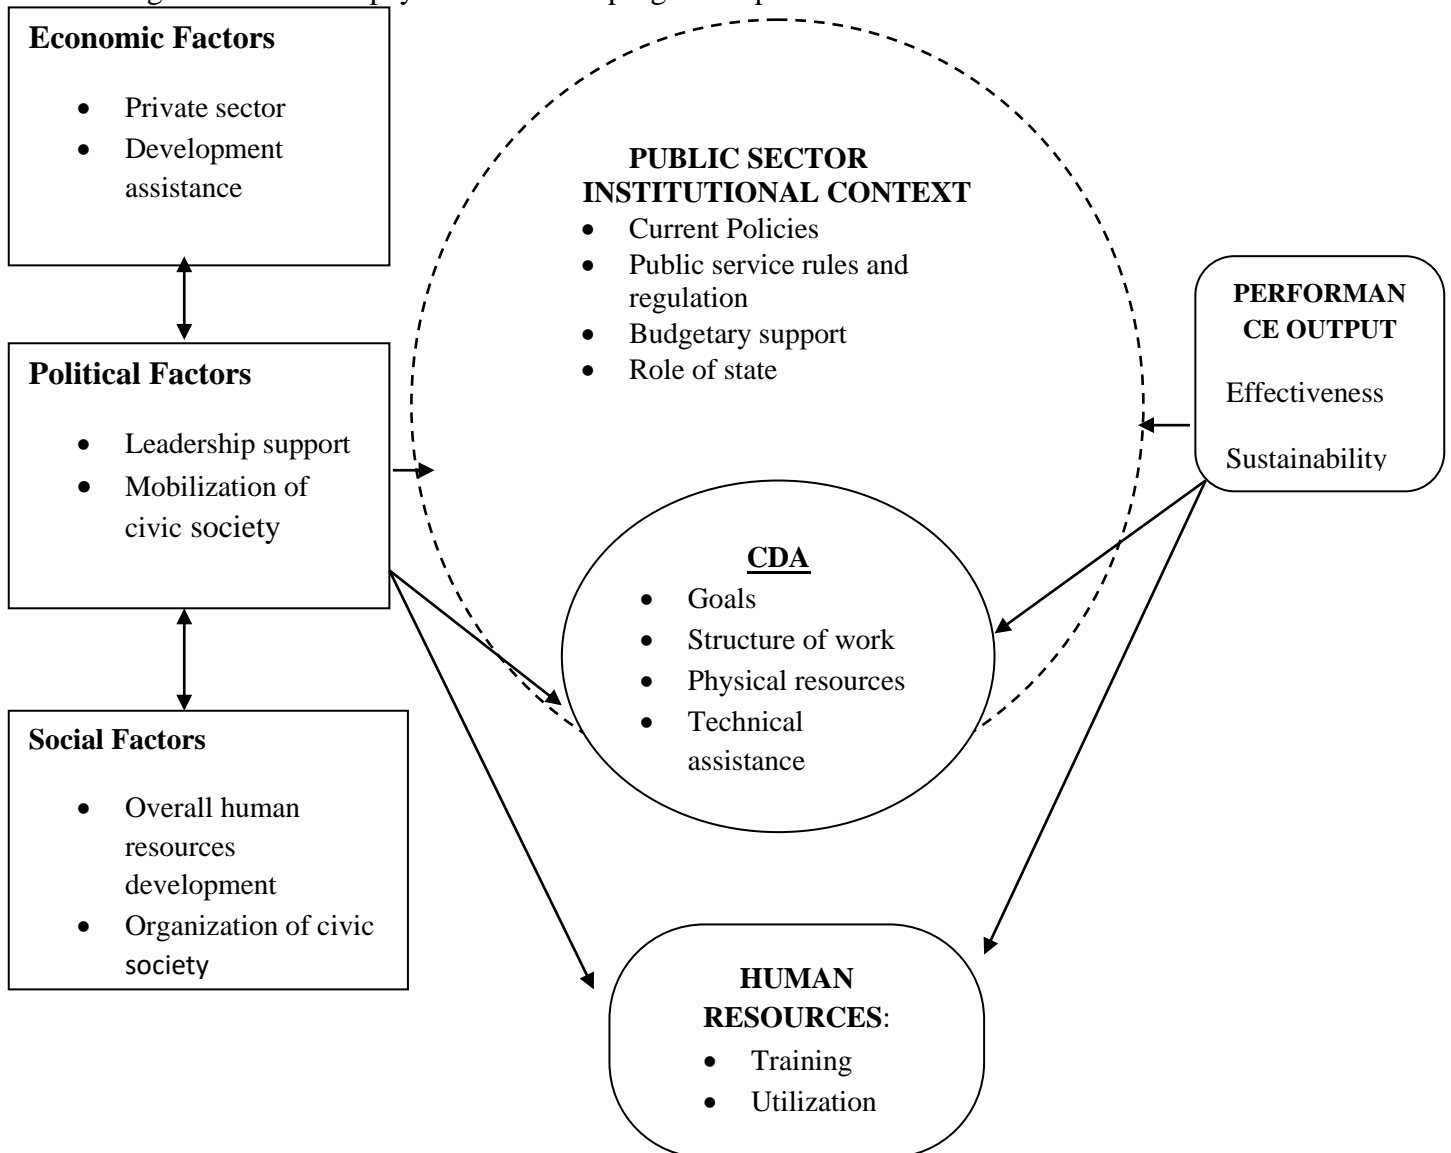 Economic Factors
• Private sector
• Development
assistance
Political Factors
• Leadership support
• Mobilization of
civic society
Social Factors
• Overall human
resources
development
• Organization of civic
society
PUBLIC SECTOR
INSTITUTIONAL CONTEXT
• Current Policies
• Public service rules and
regulation
• Budgetary support
• Role of state
CDA
• Goals
• Structure of work
• Physical resources
• Technical
assistance
HUMAN
RESOURCES:
• Training
• Utilization
PERFORMAN
CE OUTPUT
Effectiveness
Sustainability